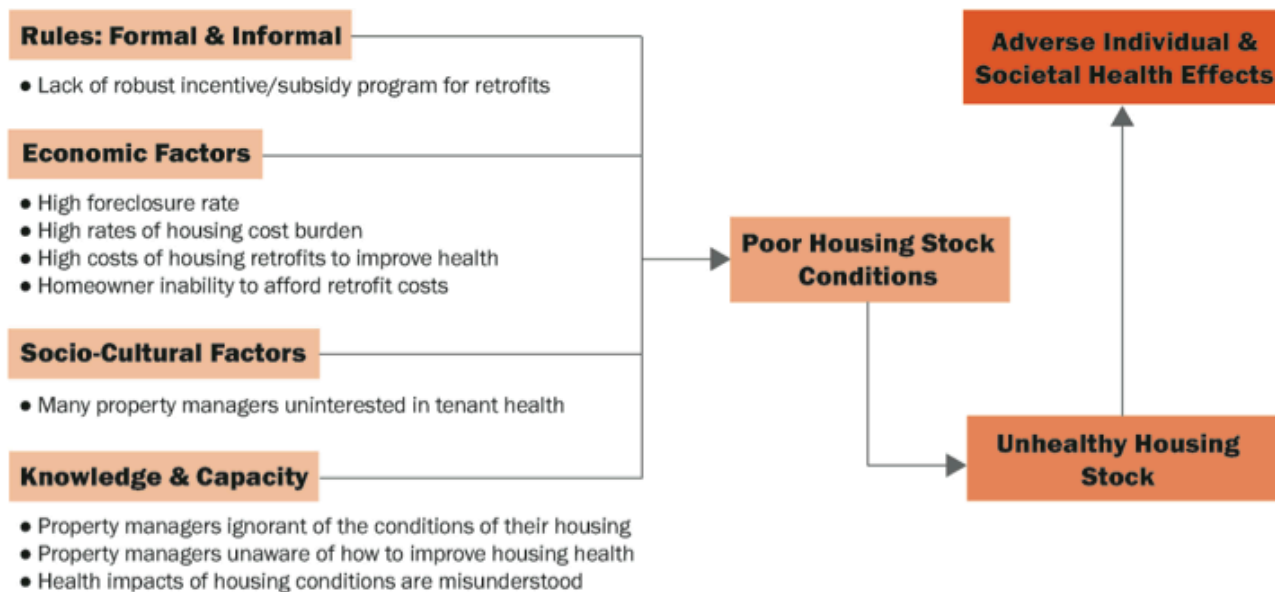 Rules: Formal & Informal
● Lack of robust incentive/subsidy program for retrofits
Economic Factors
● High foreclosure rate
● High rates of housing cost burden
● High costs of housing retrofits to improve health
● Homeowner inability to afford retrofit costs
Socio-Cultural Factors
● Many property managers uninterested in tenant health
Knowledge & Capacity
● Property managers ignorant of the conditions of their housing
● Property managers unaware of how to improve housing health
● Health impacts of housing conditions are misunderstood
Poor Housing Stock
Conditions
Unhealthy Housing
Stock
Adverse Individual &
Societal Health Effects